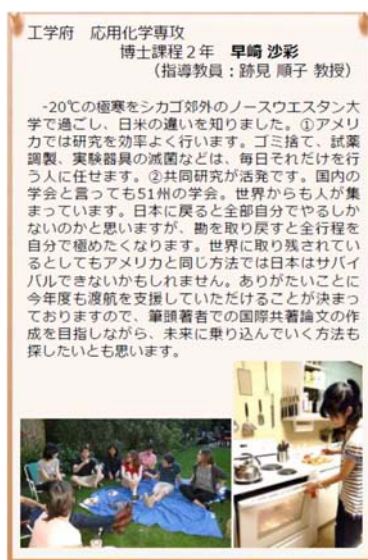 工学府　応用化学専攻
博士課程２年　早崎 沙彩
（指導教員：跡見 順子 教授）
-20℃の極寒をシカゴ郊外のノースウエスタン大
学で過ごし、日米の違いを知りました。①アメリ
カでは研究を効率よく行います。ゴミ捨て、試薬
調製、実験器具の滅菌などは、毎日それだけを行
う人に任せます。②共同研究が活発です。国内の
学会と言っても51州の学会。世界からも人が集
まっています。日本に戻ると全部自分でやるしか
ないのかと思いますが、勘を取り戻すと全行程を
自分で極めたくなります。世界に取り残されてい
るとしてもアメリカと同じ方法では日本はサバイ
バルできないかもしれません。ありがたいことに
今年度も渡航を支援していただけることが決まっ
ておりますので、筆頭著者での国際共著論文の作
成を目指しながら、未来に乗り込んでいく方法も
探したいとも思います。